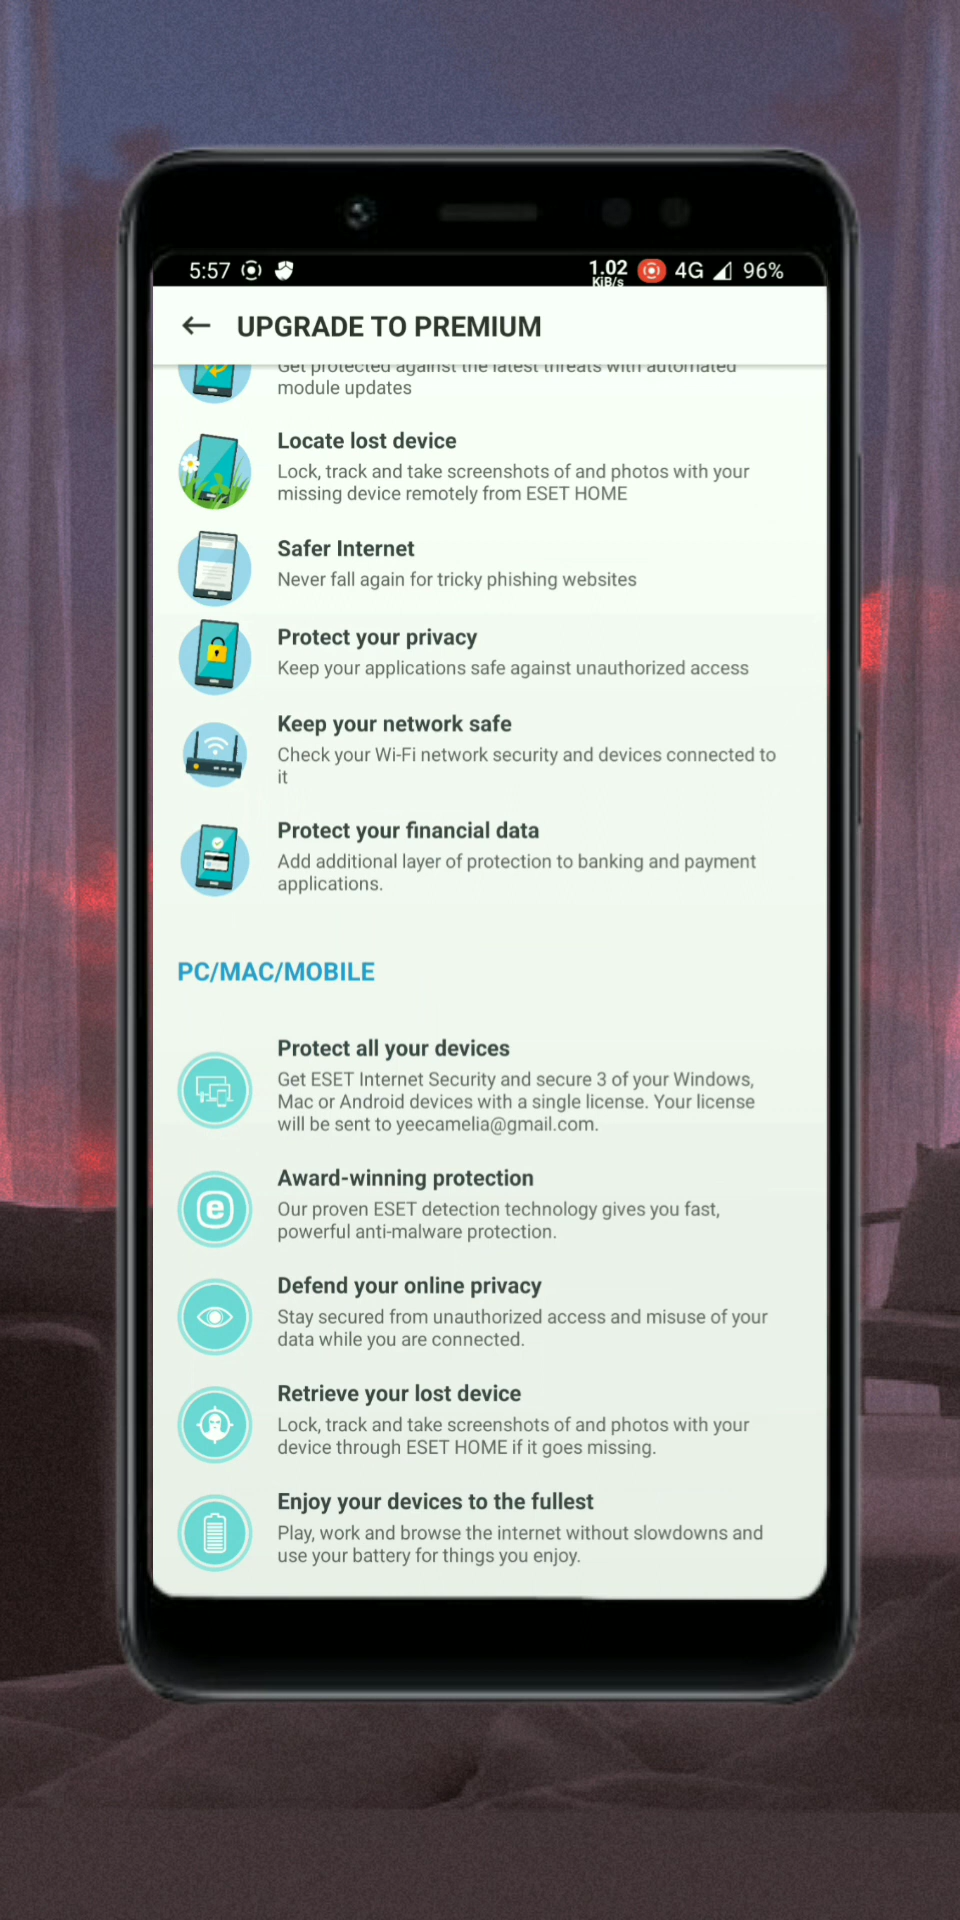 5:57 1.02 KiB/s 4G 96%
UPGRADE TO PREMIUM
Get protected against the latest threats with automated
module updates
Locate lost device
Lock, track and take screenshots of and photos with your
missing device remotely from ESET HOME
Safer Internet
Never fall again for tricky phishing websites
Protect your privacy
Keep your applications safe against unauthorized access
Keep your network safe
Check your Wi-Fi network security and devices connected to
it
Protect your financial data
Add additional layer of protection to banking and payment
applications.
PC/MAC/MOBILE
Protect all your devices
Get ESET Internet Security and secure 3 of your Windows,
Mac or Android devices with a single license. Your license
will be sent to yeecamelia@gmail.com.
Award-winning protection
Our proven ESET detection technology gives you fast,
powerful anti-malware protection.
e
Defend your online privacy
Stay secured from unauthorized access and misuse of your
data while you are connected.
Retrieve your lost device
Lock, track and take screenshots of and photos with your
device through ESET HOME if it goes missing.
Enjoy your devices to the fullest
Play, work and browse the internet without slowdowns and
use your battery for things you enjoy.